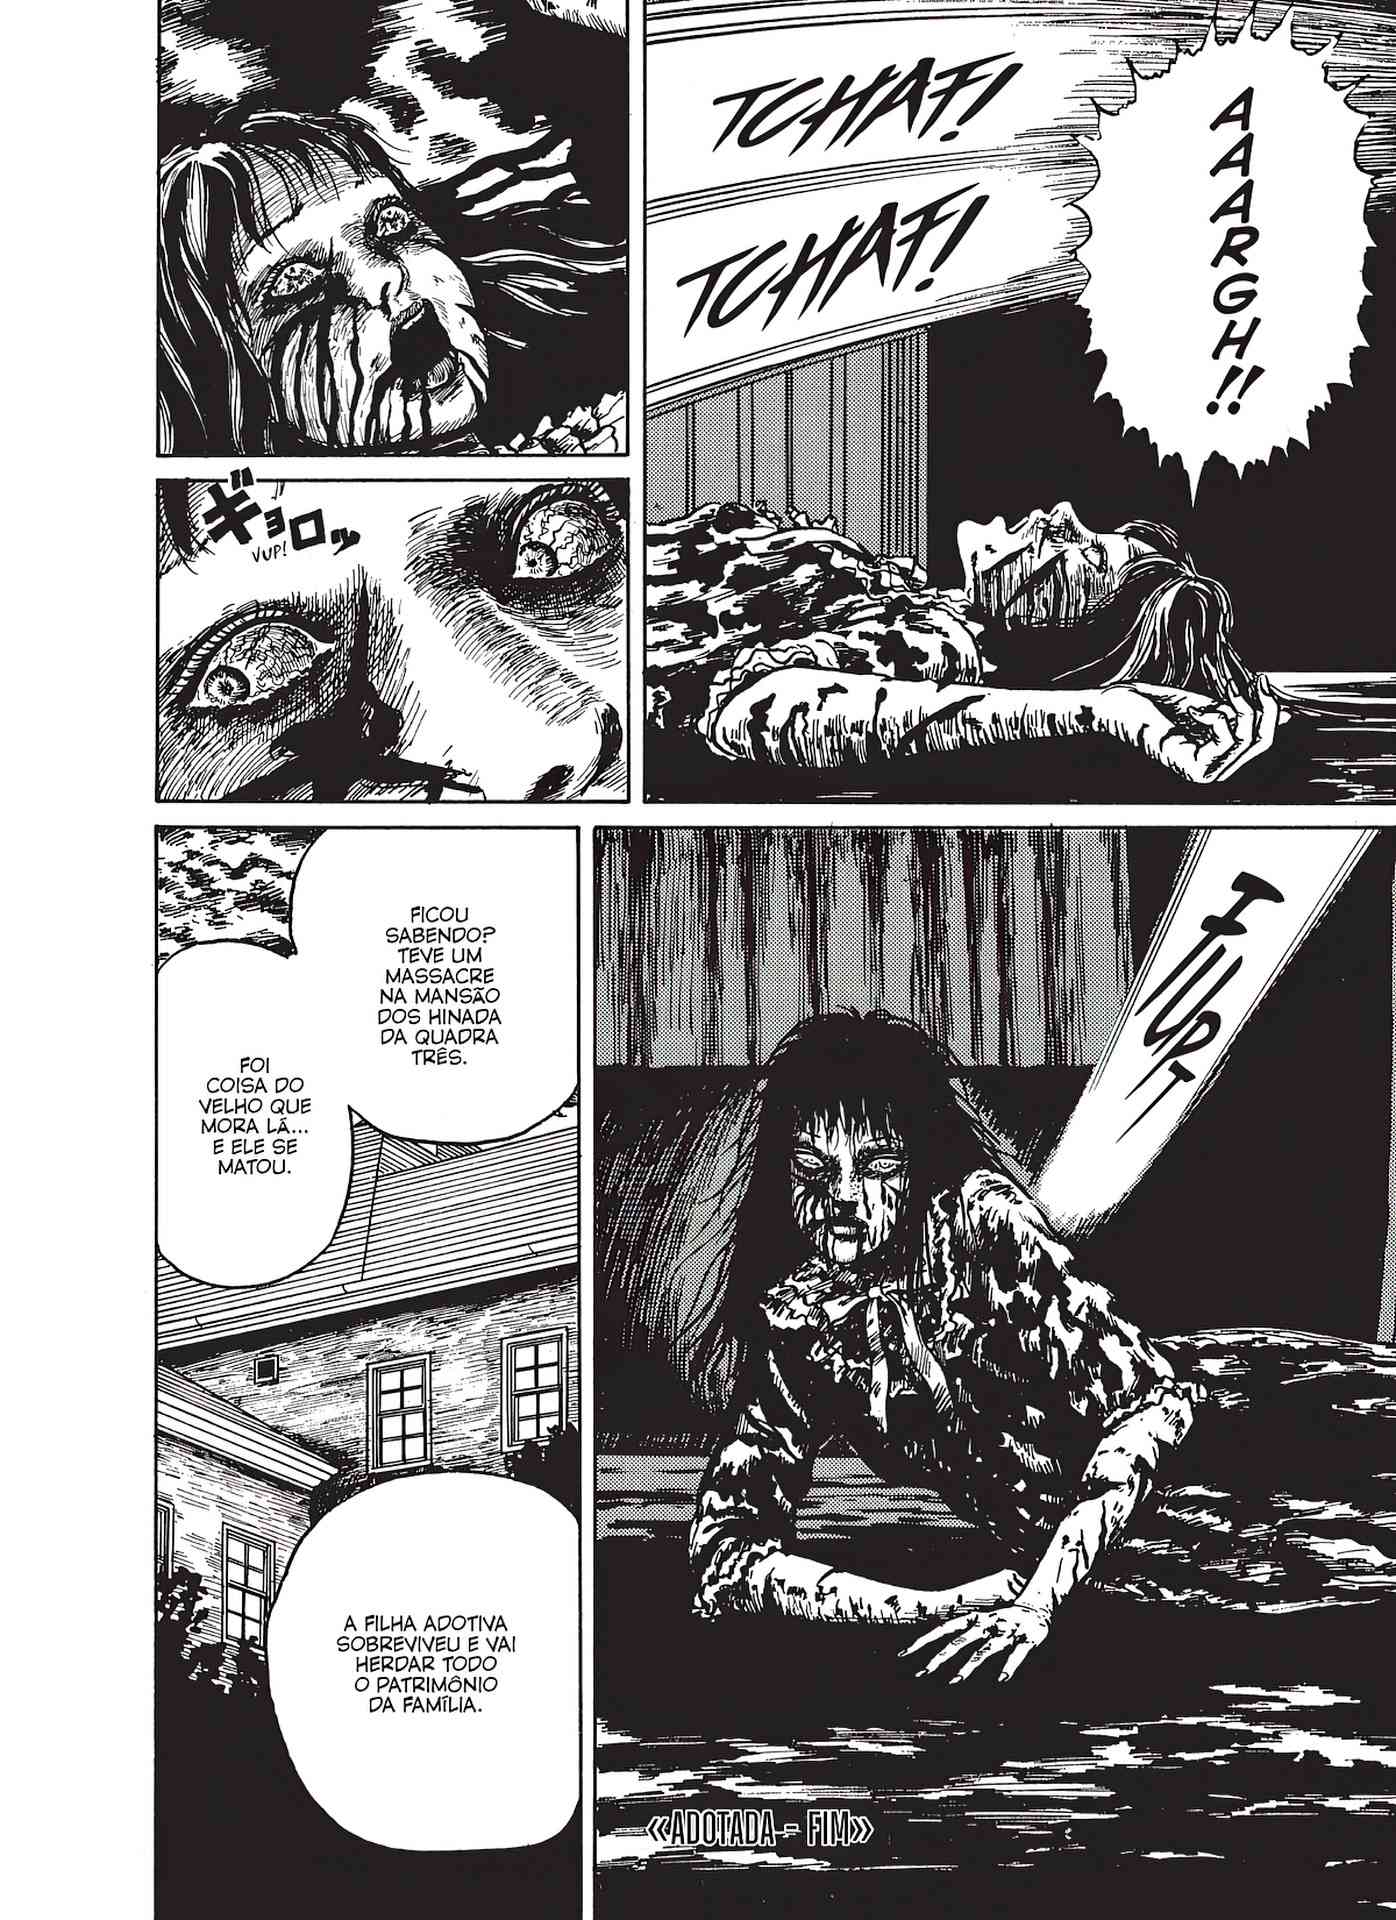 AAARGH!!
TCHAF!
TCHAF!
ギョロッ
VUP!
FICOU
SABENDO?
TEVE UM
MASSACRE
NA MANSÃO
DOS HINADA
DA QUADRA
TRÊS.
FOI
COISA DO
VELHO QUE
MORA LÁ...
E ELE SE
MATOU.
A FILHA ADOTIVA
SOBREVIVEU E VAI
HERDAR TODO
O PATRIMÔNIO
DA FAMÍLIA.
«ADOTADA - FIM»